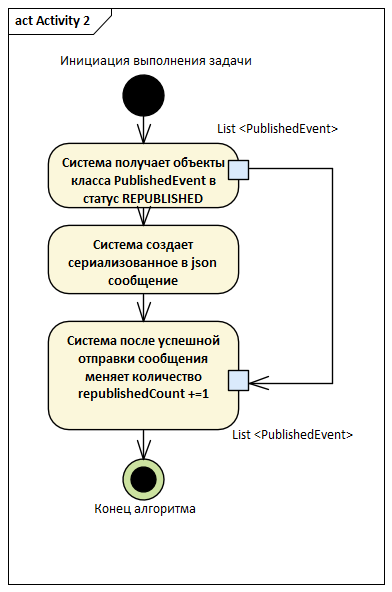 act Activity 2
Инициация выполнения задачи
List <PublishedEvent>
Система получает объекты
класса PublishedEvent в
статус REPUBLISHED
Система создает
сериализованное в json
сообщение
Система после успешной
отправки сообщения
меняет количество
republishedCount +=1
List <PublishedEvent>
Конец алгоритма